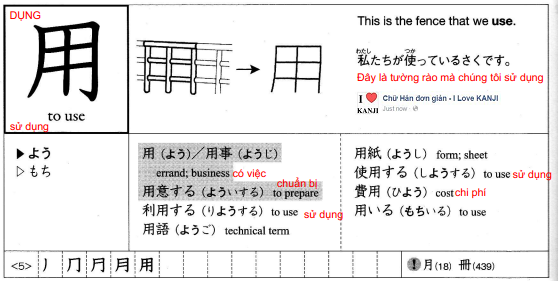 DỤNG
用
to use
sử dụng
This is the fence that we use.
私たちが使っているさくです。
わたし つか
Đây là tường rào mà chúng tôi sử dụng
I ❤ KANJI
Chữ Hán đơn giản - I Love KANJI
Just now
▶よう
▷もち
用（よう）／用事（ようじ）
errand; business có việc
用意する（よういする） to prepare chuẩn bị
利用する（りようする） to use sử dụng
用語（ようご） technical term
用紙（ようし） form; sheet
使用する（しようする） to use sử dụng
費用（ひよう） cost chi phí
用いる（もちいる） to use
<5> 丿 冂 月 月 用
! 月(18) 冊(439)